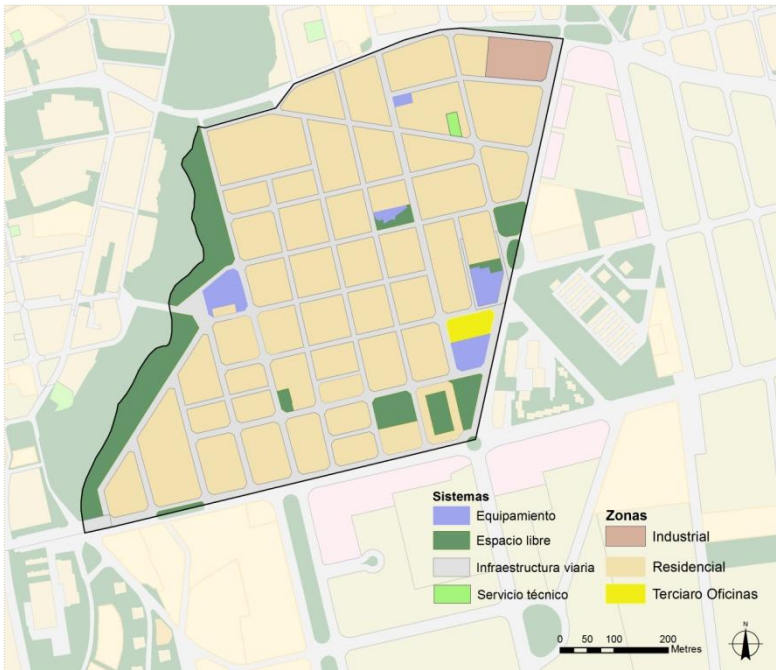 Sistemas
Equipamiento
Espacio libre
Infraestructura viaria
Servicio técnico
Zonas
Industrial
Residencial
Terciaro Oficinas
0 50 100 200
Metres
N